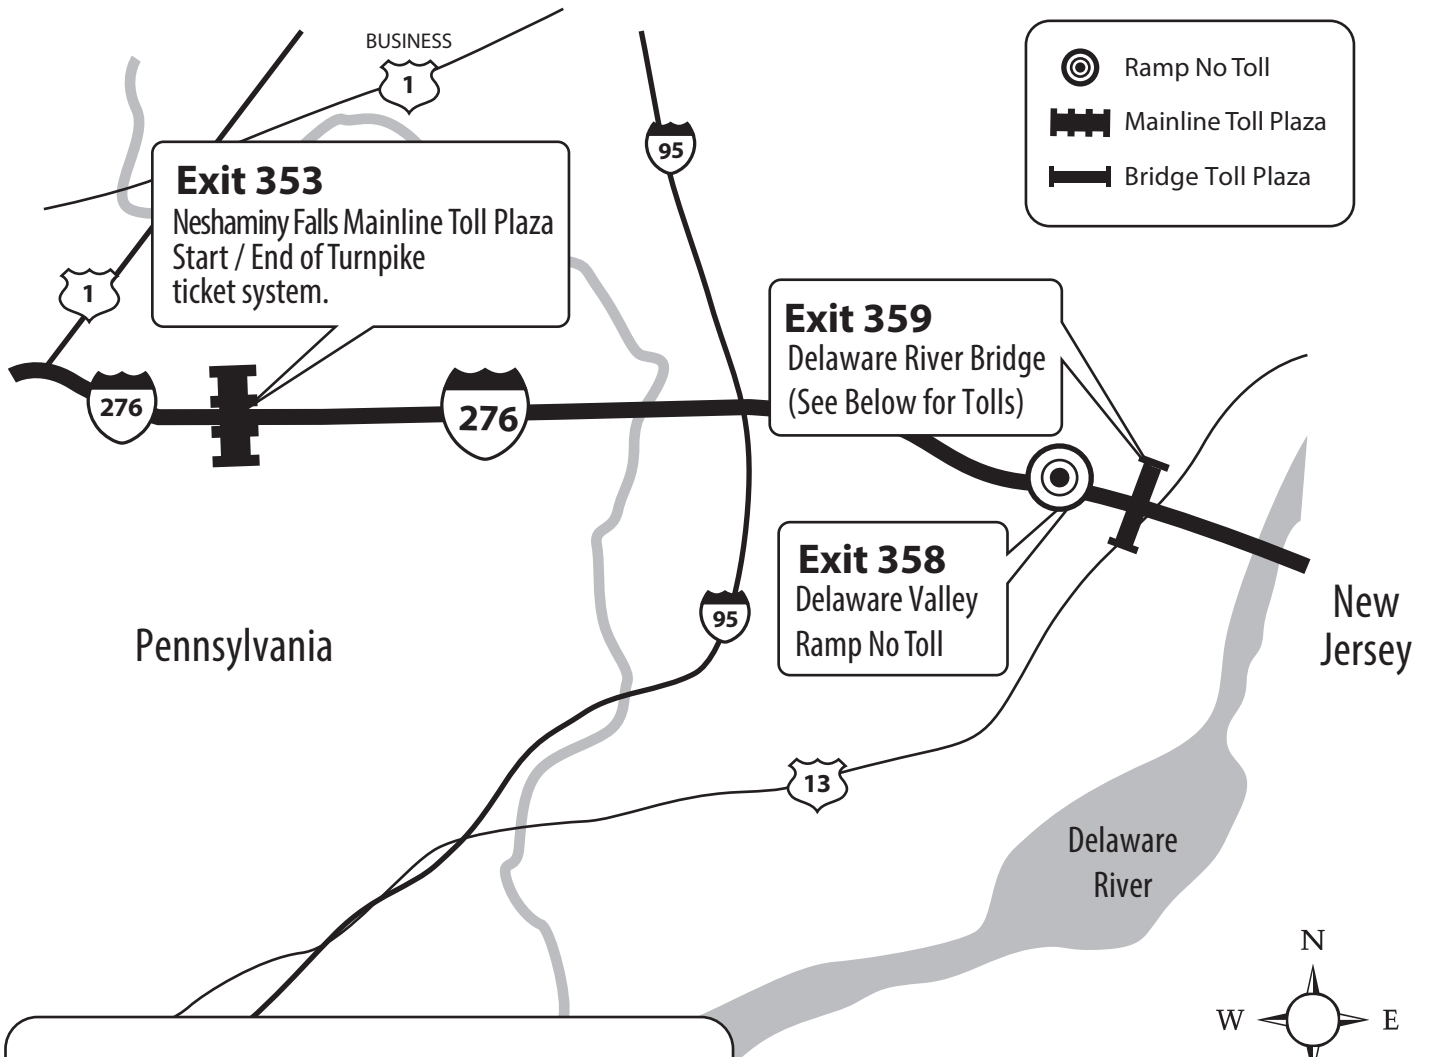 BUSINESS
1
95
Ramp No Toll
Mainline Toll Plaza
Bridge Toll Plaza
Exit 353
Neshaminy Falls Mainline Toll Plaza
Start / End of Turnpike
ticket system.
1
Exit 359
Delaware River Bridge
(See Below for Tolls)
276
276
Exit 358
Delaware Valley
Ramp No Toll
95
Pennsylvania
New
Jersey
13
Delaware
River
N
W
E